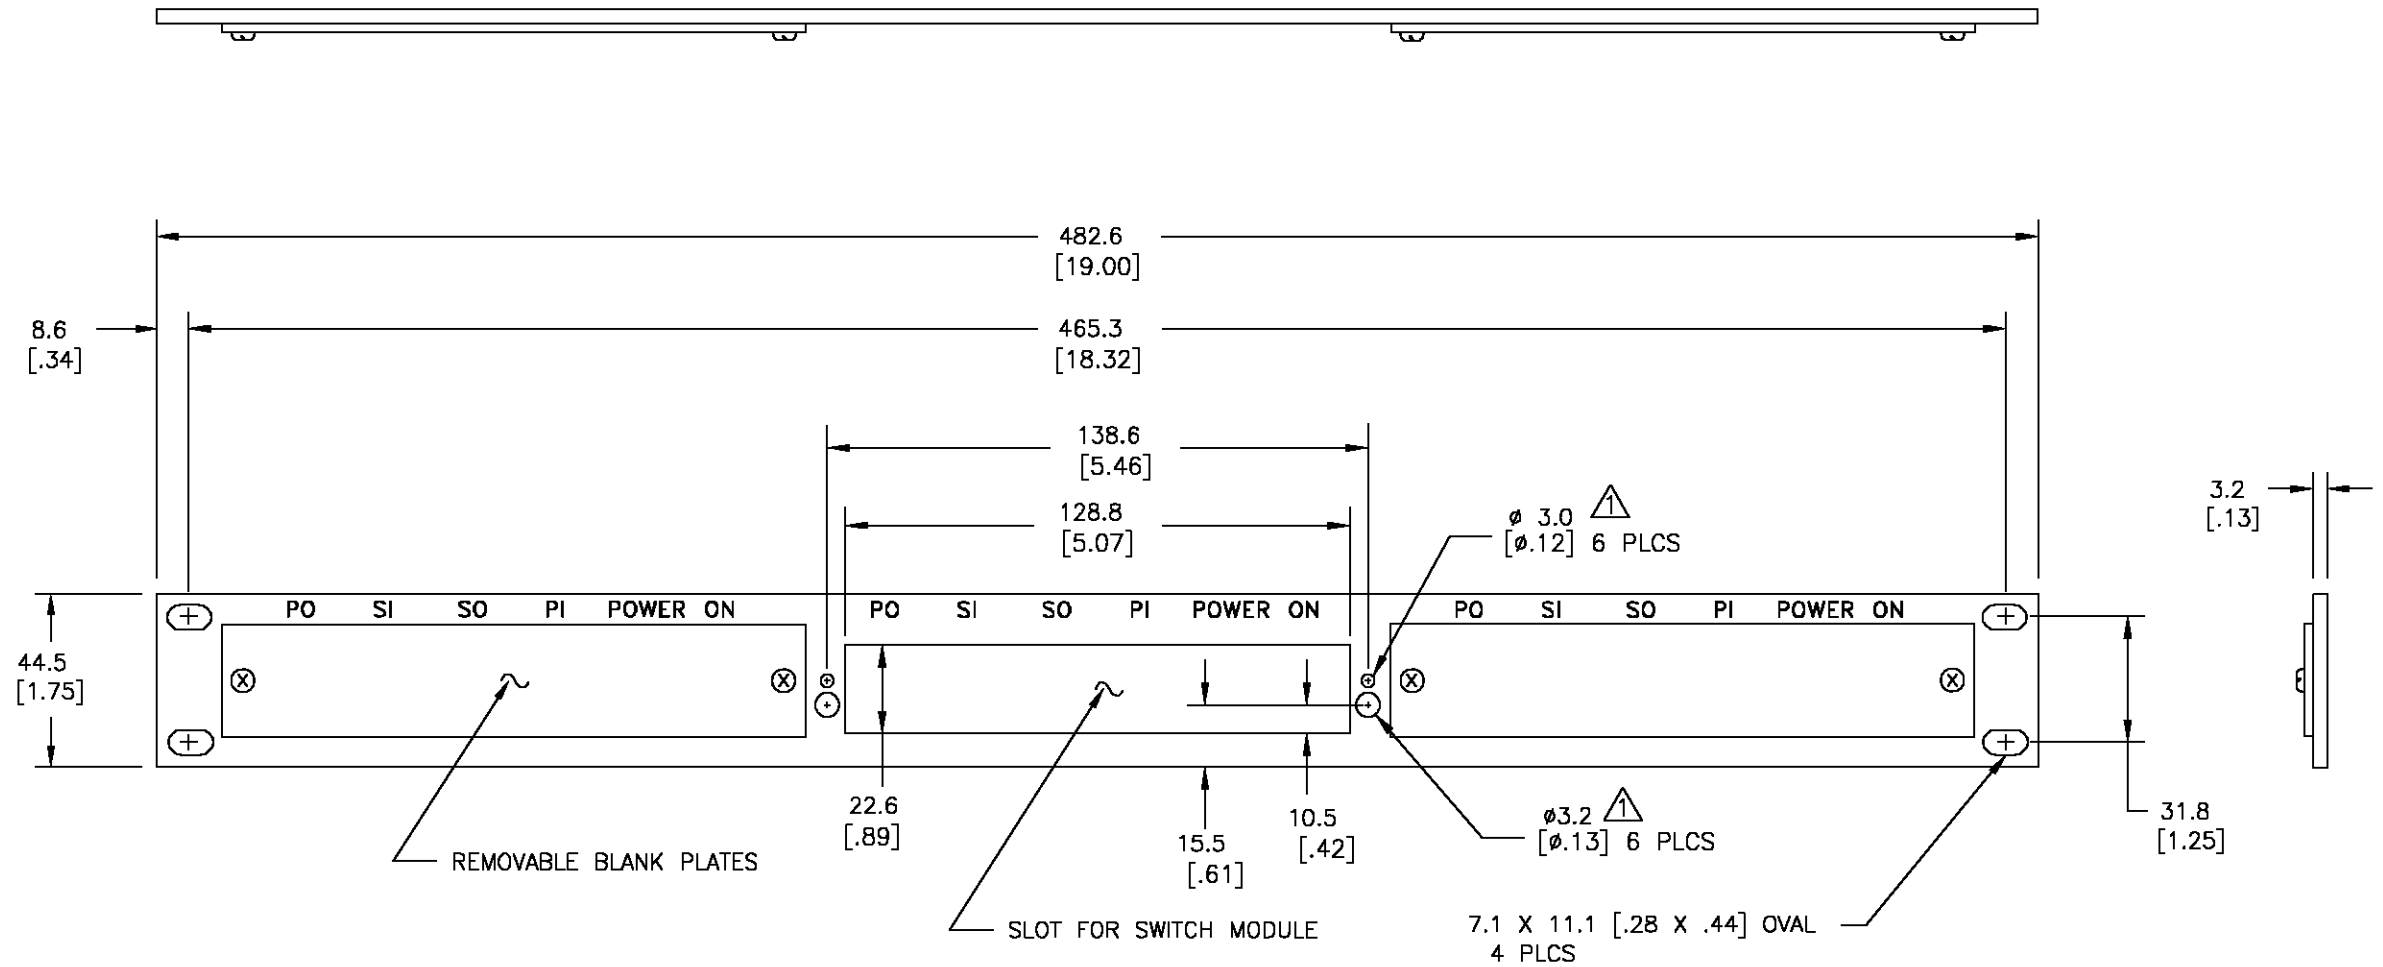 482.6
[19.00]
8.6
[.34]
465.3
[18.32]
138.6
[5.46]
128.8
[5.07]
ø 3.0 1
[ø.12] 6 PLCS
3.2
[.13]
PO SI SO PI POWER ON PO SI SO PI POWER ON PO SI SO PI POWER ON
44.5
[1.75]
22.6
[.89]
15.5
[.61]
10.5
[.42]
ø3.2 1
[ø.13] 6 PLCS
31.8
[1.25]
REMOVABLE BLANK PLATES
SLOT FOR SWITCH MODULE
7.1 X 11.1 [.28 X .44] OVAL
4 PLCS